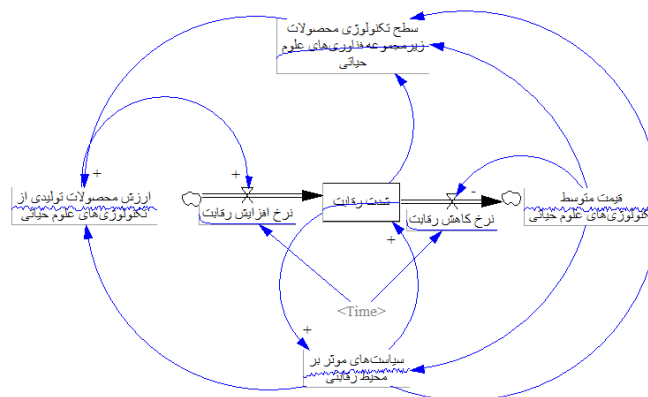 سطح تکنولوژی محصولات
زیرمجموعه فناوری‌های علوم
حیاتی
+
+
-
ارزش محصولات تولیدی از
تکنولوژی‌های علوم حیاتی
نرخ افزایش رقابت
شدت رقابت
نرخ کاهش رقابت
قیمت متوسط
تکنولوژی‌های علوم حیاتی
+
<Time>
+
سیاست‌های موثر بر
محیط رقابتی